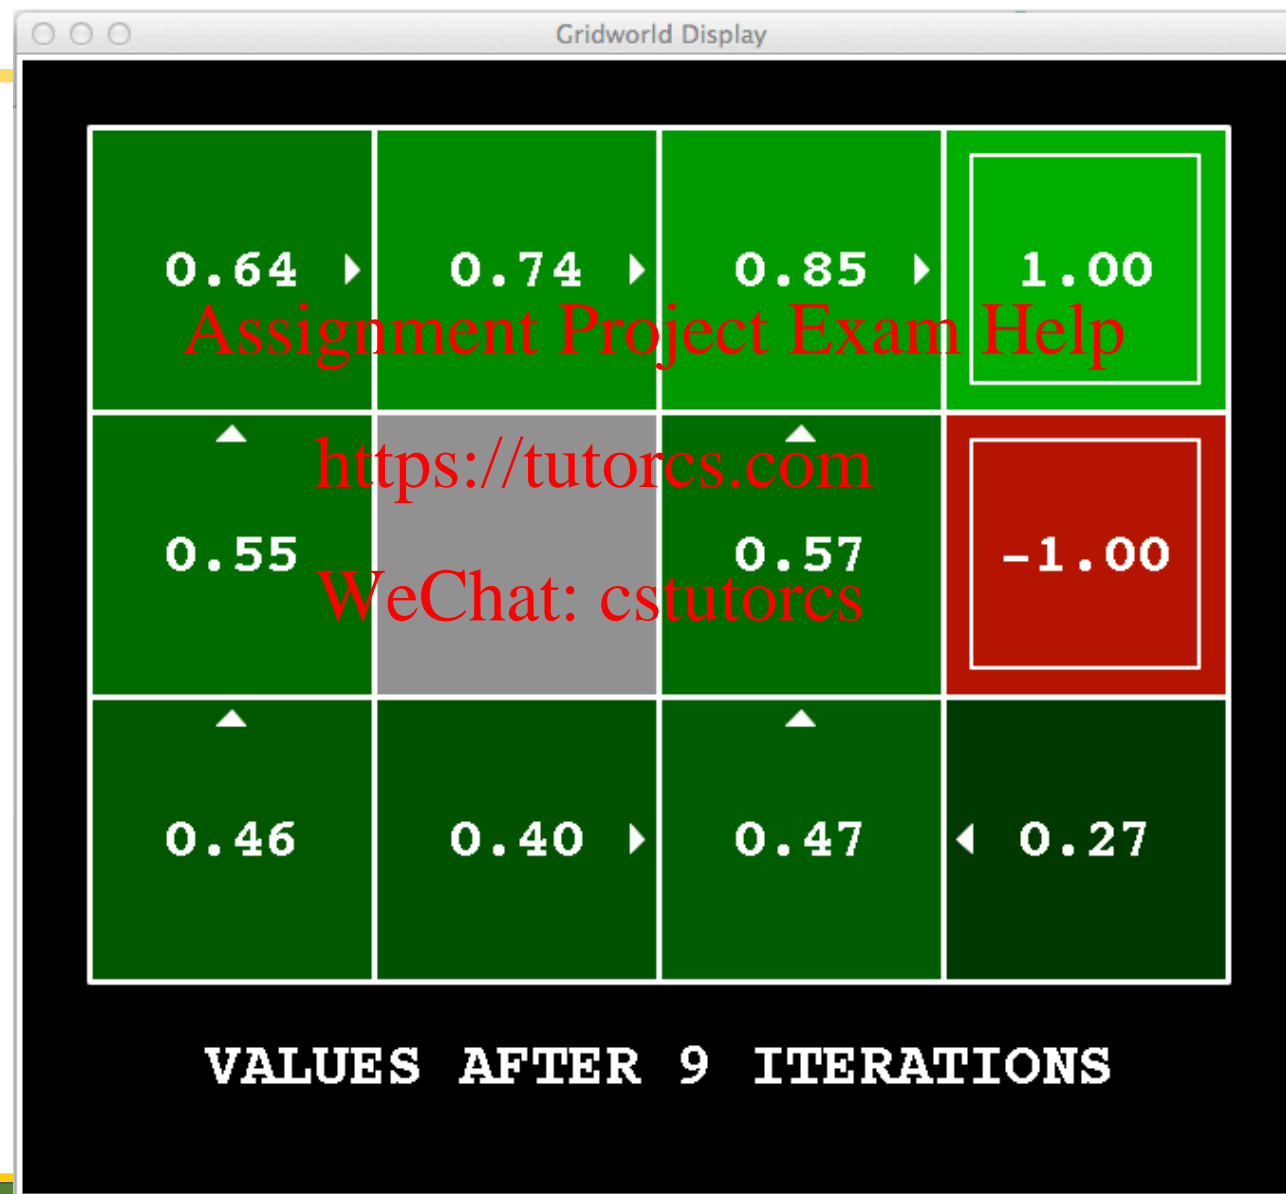 Gridworld Display
0.64 0.74 0.85 1.00
Assignment Project Exam Help
https://tutorcs.com
0.55 0.57 -1.00
WeChat: cstutorcs
0.46 0.40 0.47 0.27
VALUES AFTER 9 ITERATIONS